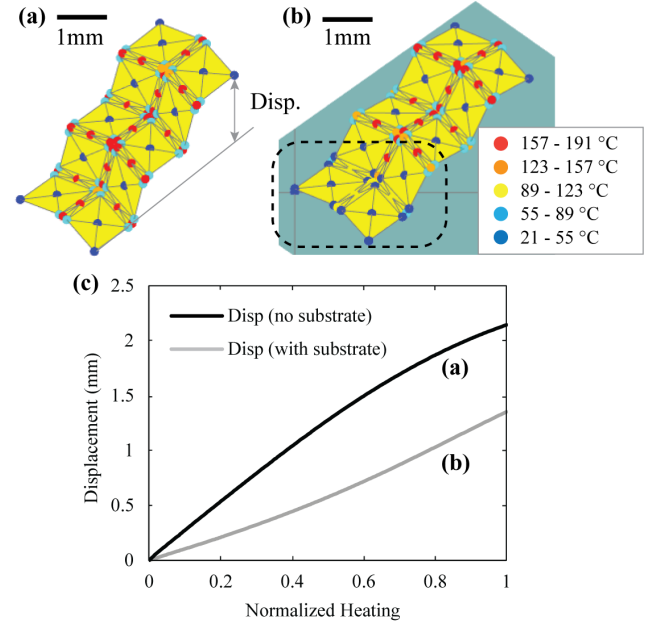 (a)
1mm
Disp.
(b)
1mm
157 - 191 °C
123 - 157 °C
89 - 123 °C
55 - 89 °C
21 - 55 °C
(c)
2.5
2
1.5
1
0.5
0
Displacement (mm)
Disp (no substrate)
Disp (with substrate)
(a)
(b)
0
0.2
0.4
0.6
0.8
1
Normalized Heating